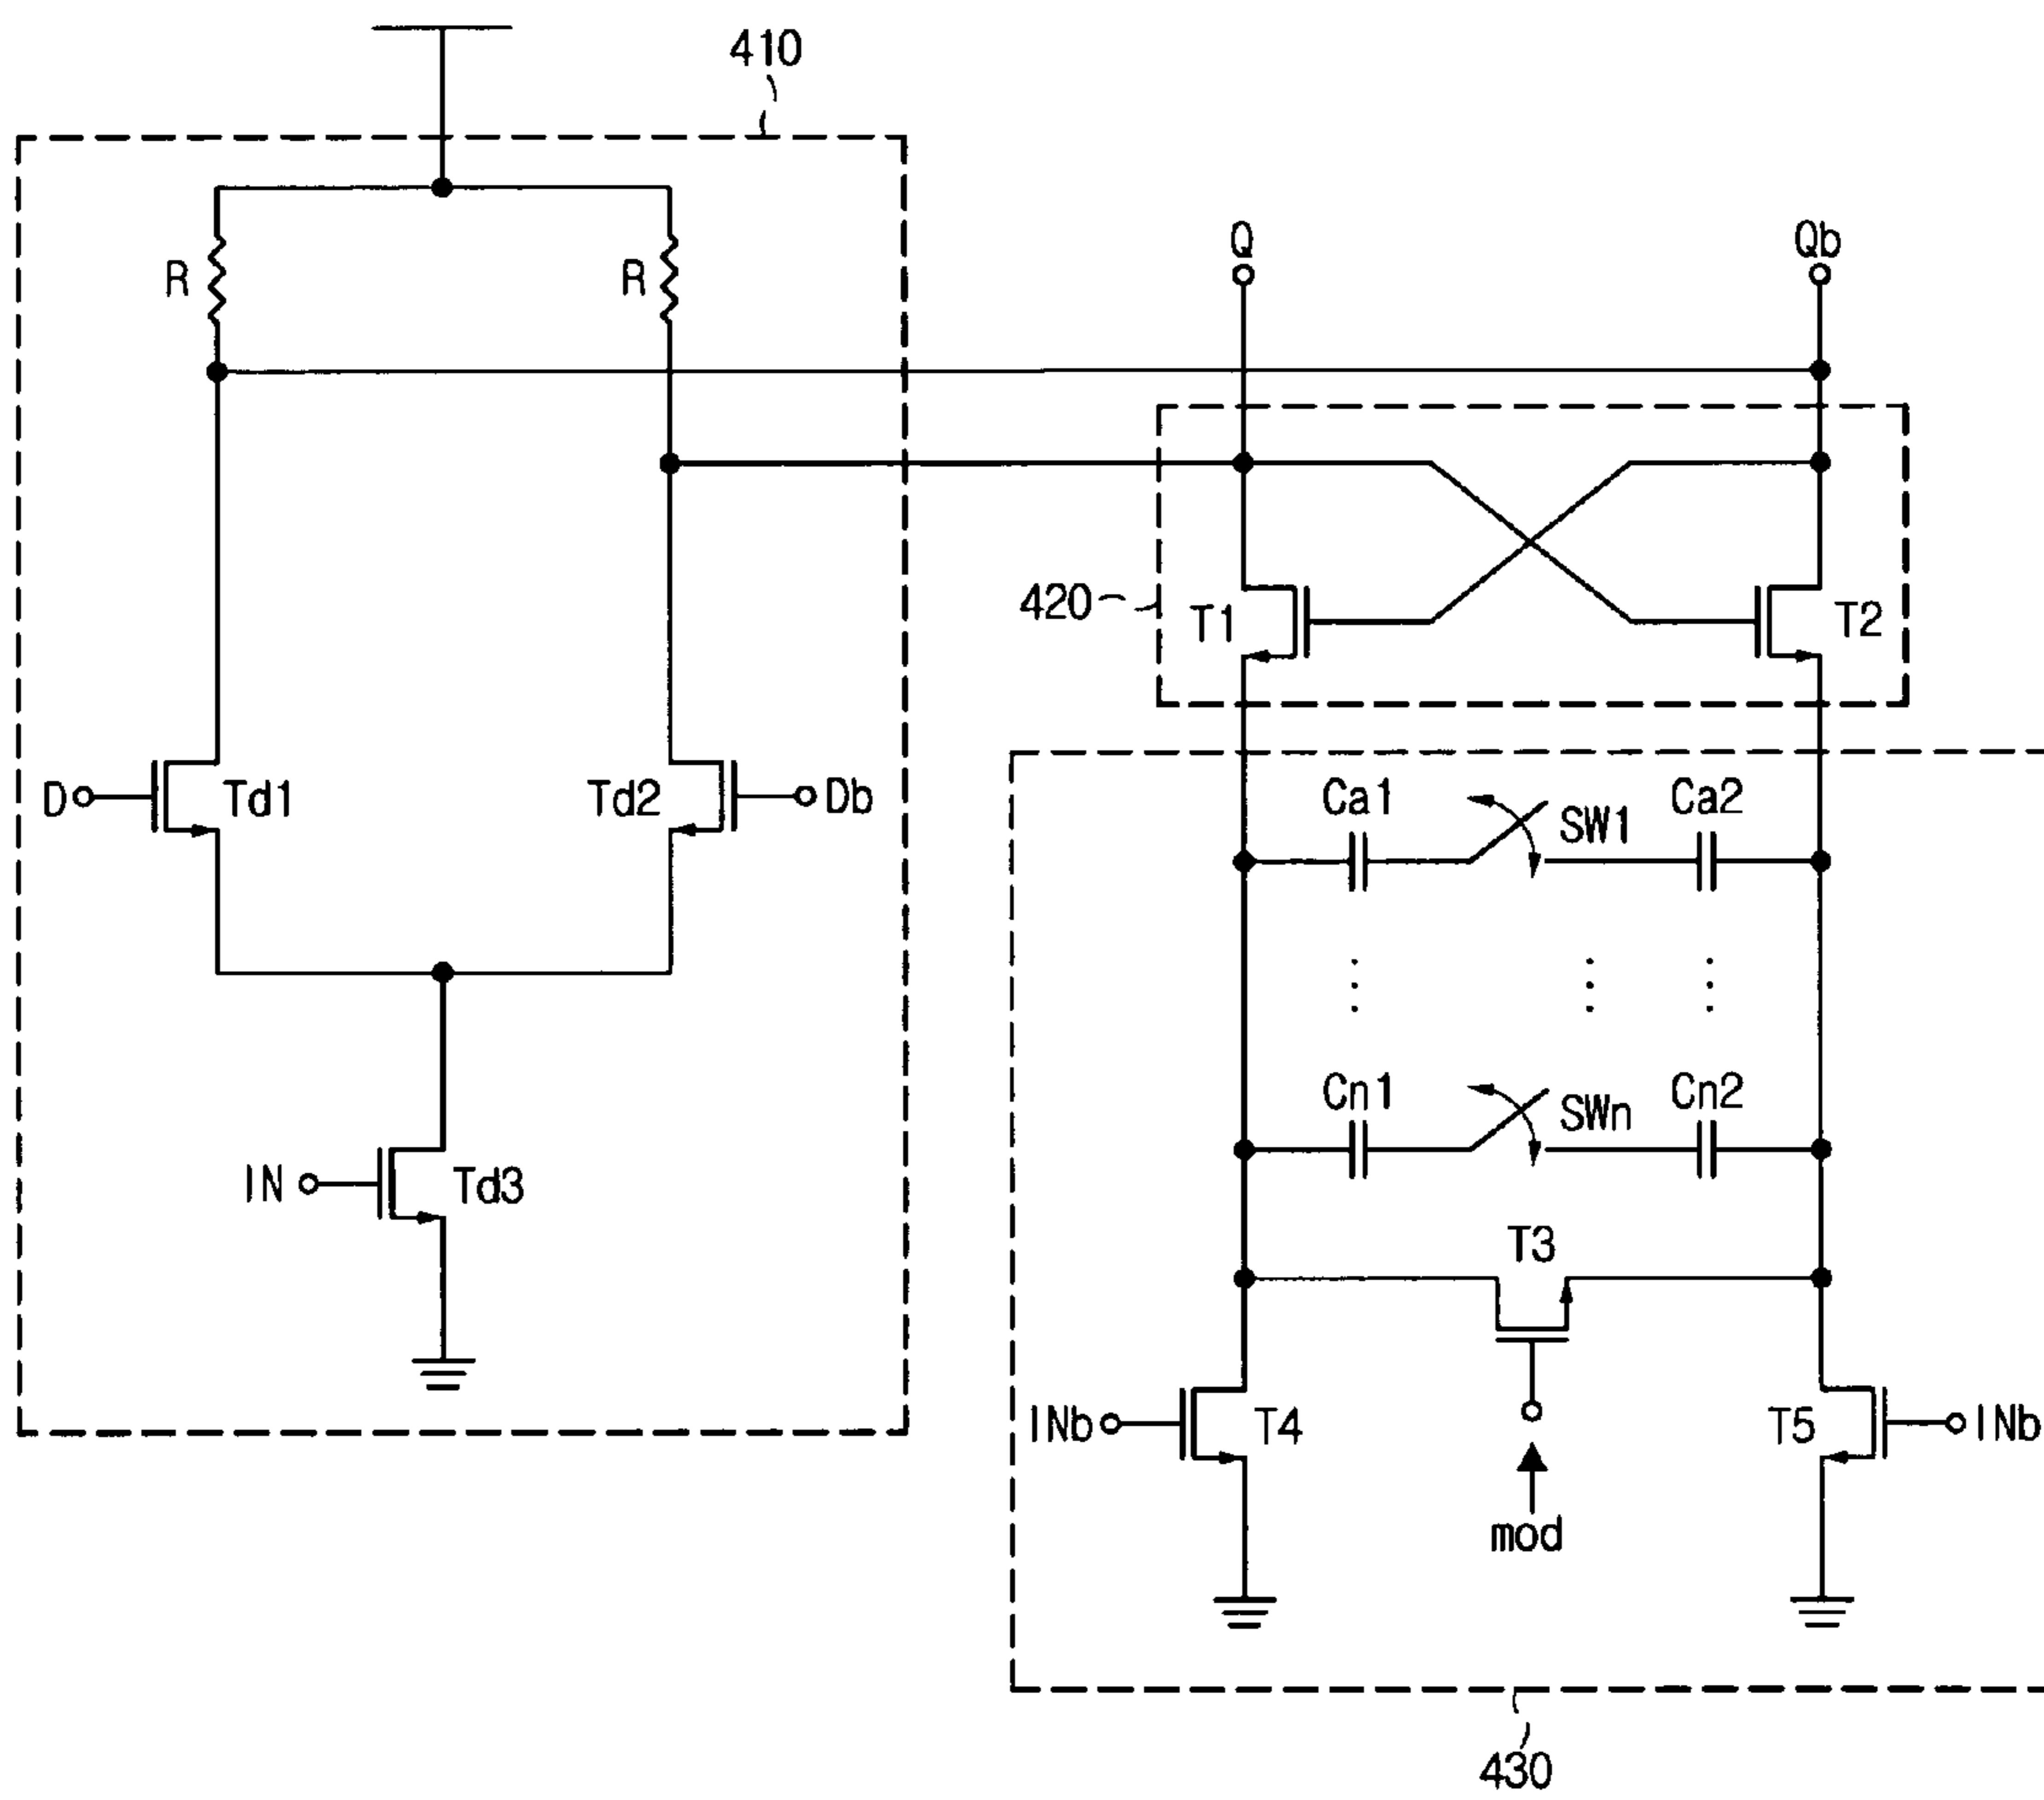 410
R
R
Q
Qb
420
T1
T2
D
Td1
Td2
Db
Ca1
SW1
Ca2
Cn1
SWn
Cn2
IN
Td3
T3
INb
T4
T5
INb
mod
430